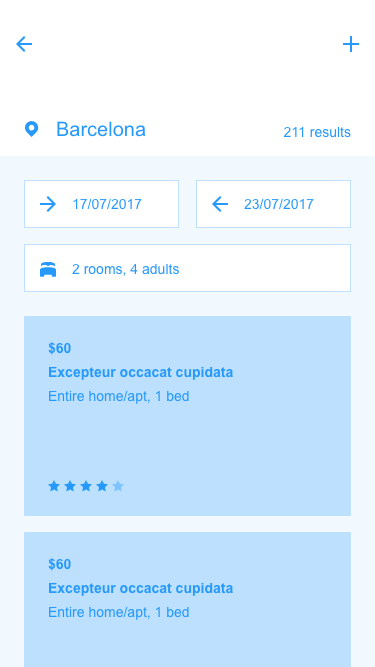 Barcelona
211 results
17/07/2017
23/07/2017
2 rooms, 4 adults
$60
Excepteur occacat cupidata
Entire home/apt, 1 bed
$60
Excepteur occacat cupidata
Entire home/apt, 1 bed